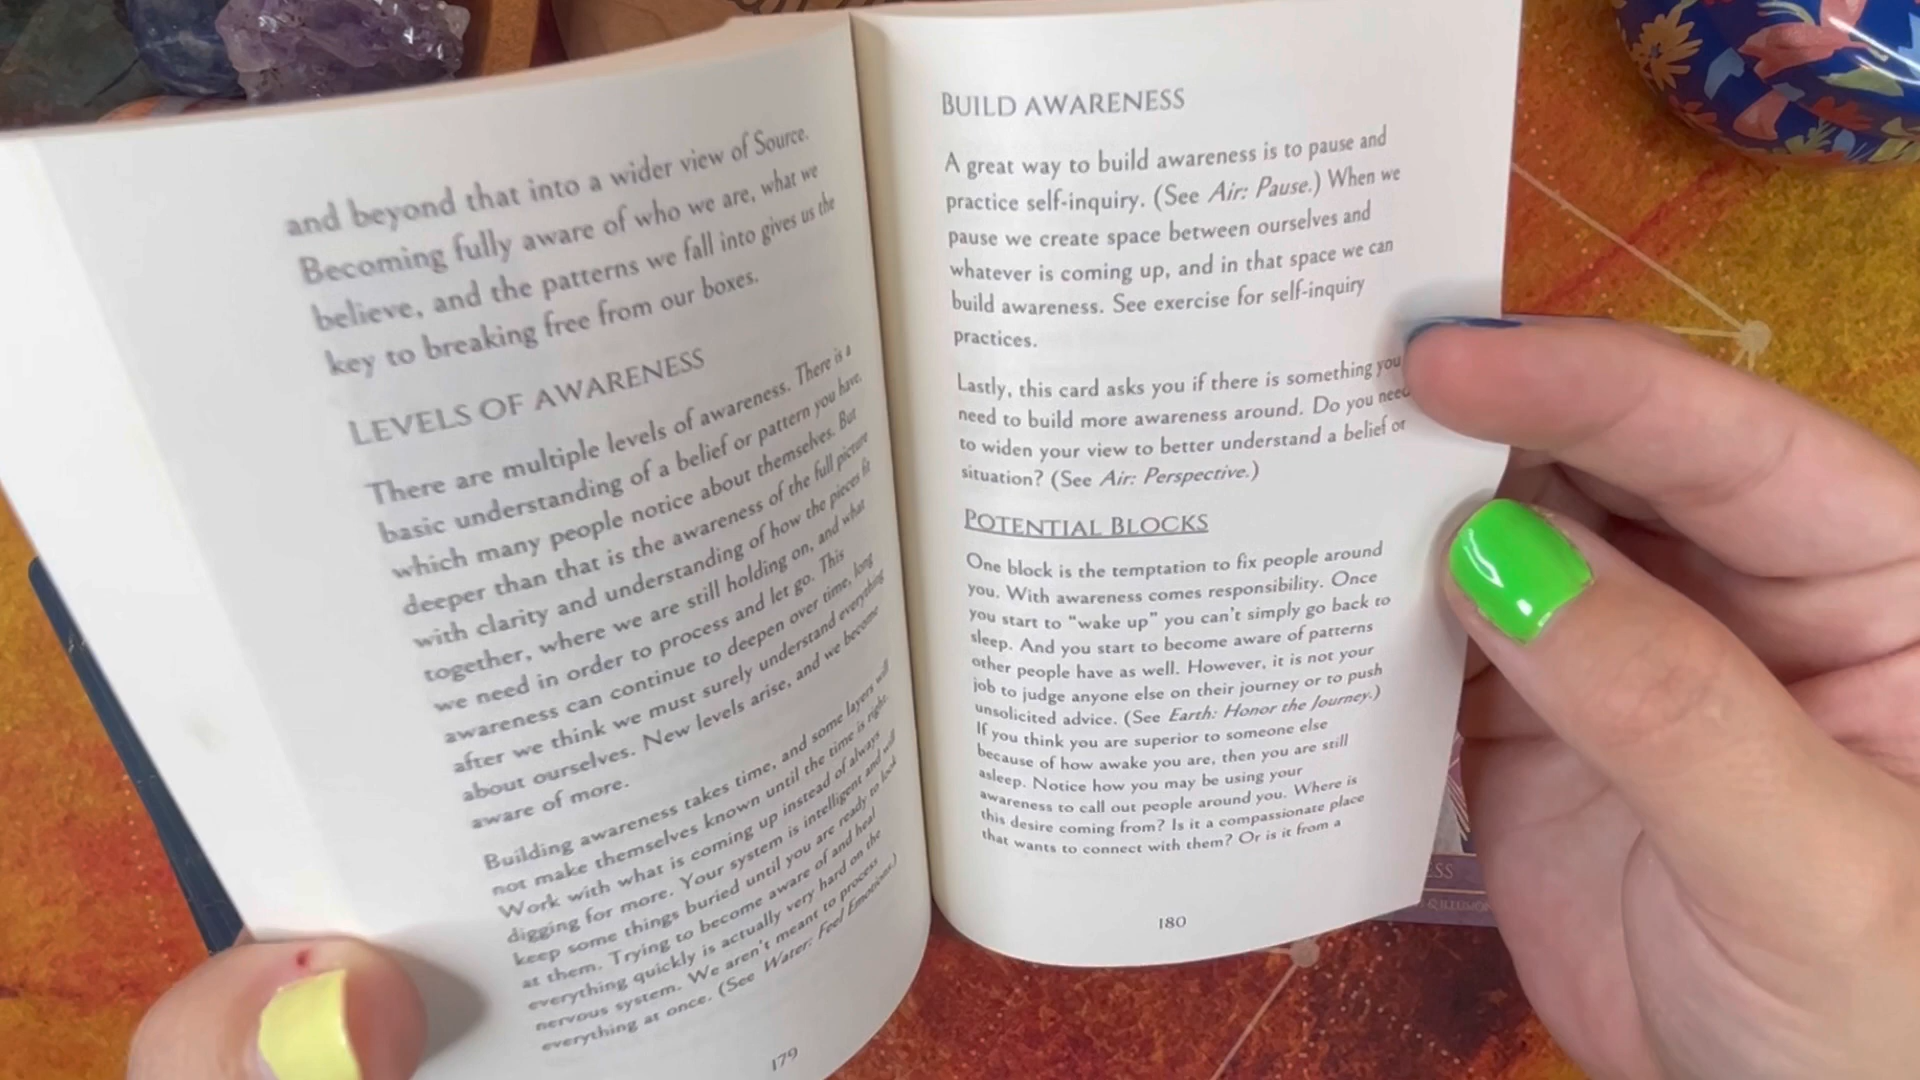 and beyond that into a wider view of Source.
Becoming fully aware of who we are, what we
believe, and the patterns we fall into gives us the
key to breaking free from our boxes.
LEVELS OF AWARENESS
There are multiple levels of awareness. There is a
basic understanding of a belief or pattern you have,
which many people notice about themselves. But
deeper than that is the awareness of the full picture
with clarity and understanding of how the pieces fit
together, where we are still holding on, and what
we need in order to process and let go. This
awareness can continue to deepen over time, long
after we think we must surely understand everything
about ourselves. New levels arise, and we become
aware of more.
Building awareness takes time, and some layers will
not make themselves known until the time is right.
Work with what is coming up instead of always
digging for more. Your system is intelligent and will
keep some things buried until you are ready to look
at them. Trying to become aware of and heal
everything quickly is actually very hard on the
nervous system. We aren't meant to process
everything at once. (See Water: Feel Emotions.)
179
BUILD AWARENESS
A great way to build awareness is to pause and
practice self-inquiry. (See Air: Pause.) When we
pause we create space between ourselves and
whatever is coming up, and in that space we can
build awareness. See exercise for self-inquiry
practices.
Lastly, this card asks you if there is something you
need to build more awareness around. Do you need
to widen your view to better understand a belief or
situation? (See Air: Perspective.)
POTENTIAL BLOCKS
One block is the temptation to fix people around
you. With awareness comes responsibility. Once
you start to "wake up" you can't simply go back to
sleep. And you start to become aware of patterns
other people have as well. However, it is not your
job to judge anyone else on their journey or to push
unsolicited advice. (See Earth: Honor the Journey.)
If you think you are superior to someone else
because of how awake you are, then you are still
asleep. Notice how you may be using your
awareness to call out people around you. Where is
this desire coming from? Is it a compassionate place
that wants to connect with them? Or is it from a
180